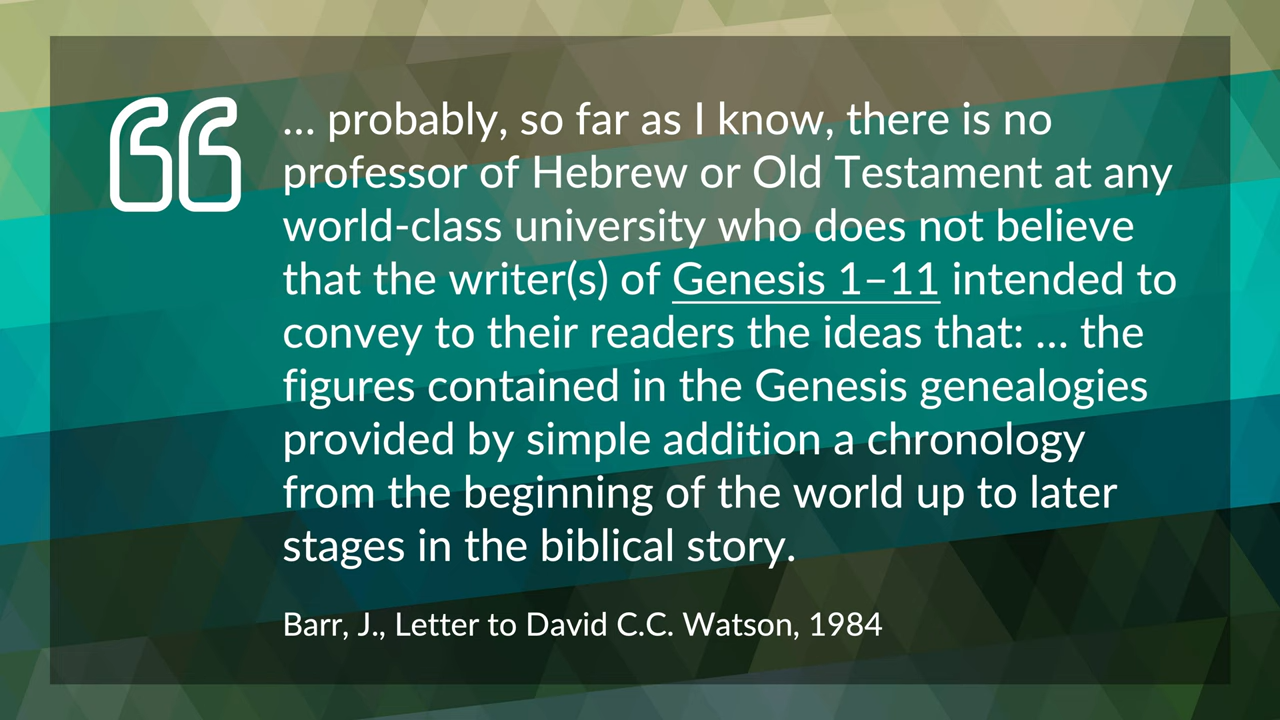 … probably, so far as I know, there is no
professor of Hebrew or Old Testament at any
world-class university who does not believe
that the writer(s) of Genesis 1–11 intended to
convey to their readers the ideas that: … the
figures contained in the Genesis genealogies
provided by simple addition a chronology
from the beginning of the world up to later
stages in the biblical story.
Barr, J., Letter to David C.C. Watson, 1984